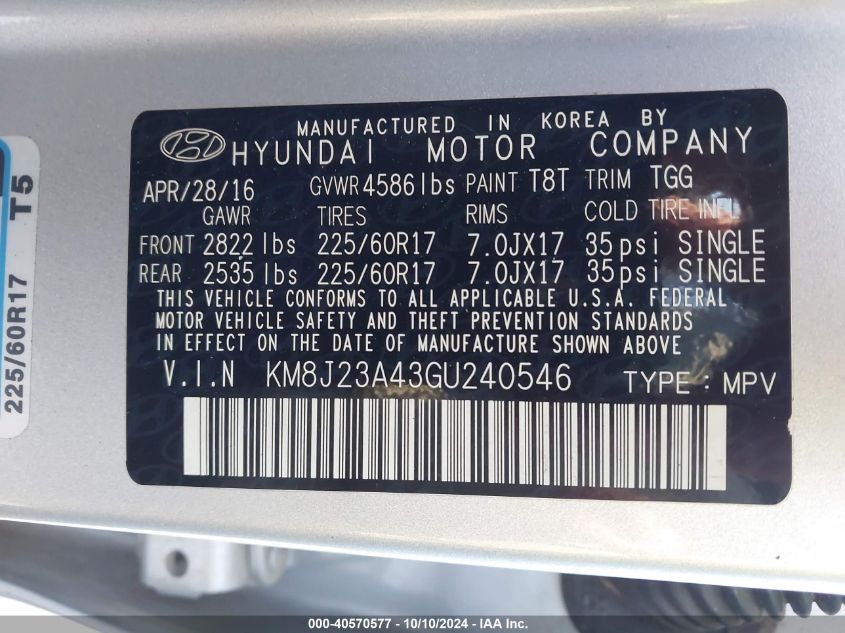 MANUFACTURED IN KOREA BY
HYUNDAI MOTOR COMPANY
APR/28/16 GVWR 4586lbs PAINT T8T TRIM TGG
GAWR TIRES RIMS COLD TIRE INFL
FRONT 2822 lbs 225/60R17 7.0JX17 35psi SINGLE
REAR 2535 lbs 225/60R17 7.0JX17 35psi SINGLE
THIS VEHICLE CONFORMS TO ALL APPLICABLE U.S.A. FEDERAL
MOTOR VEHICLE SAFETY AND THEFT PREVENTION STANDARDS
IN EFFECT ON THE DATE OF MANUFACTURE SHOWN ABOVE
V.I.N KM8J23A43GU240546 TYPE : MPV
225/60R17 T5
000-40570577 - 10/10/2024 - IAA Inc.